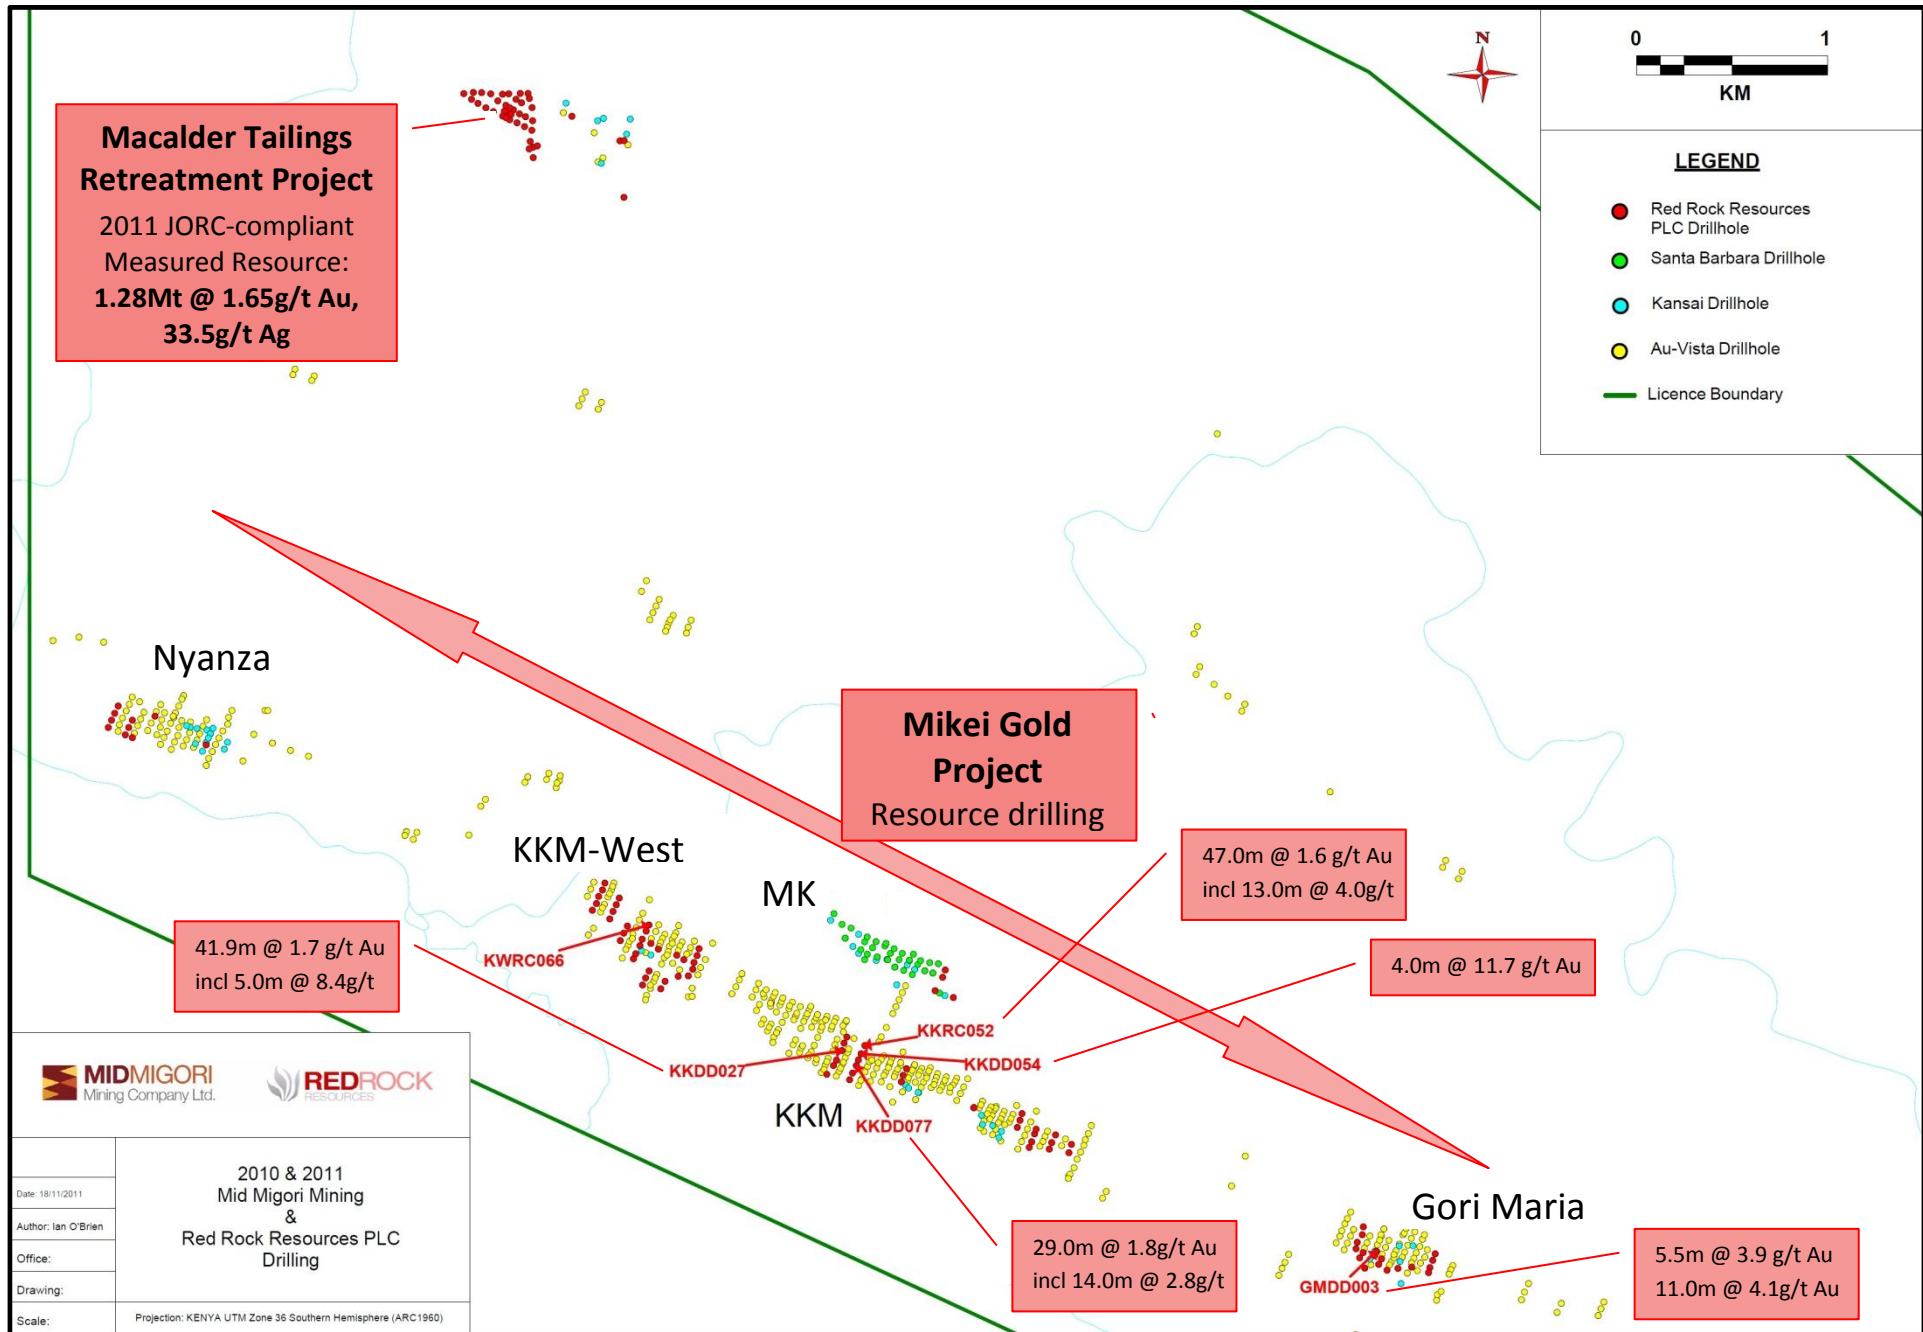 N
0 1
KM
LEGEND
Red Rock Resources
PLC Drillhole
Santa Barbara Drillhole
Kansai Drillhole
Au-Vista Drillhole
Licence Boundary
Macalder Tailings
Retreatment Project
2011 JORC-compliant
Measured Resource:
1.28Mt @ 1.65g/t Au,
33.5g/t Ag
Nyanza
Mikei Gold
Project
Resource drilling
KKM-West
MK
47.0m @ 1.6 g/t Au
incl 13.0m @ 4.0g/t
41.9m @ 1.7 g/t Au
incl 5.0m @ 8.4g/t
KWRC066
4.0m @ 11.7 g/t Au
KKRC052
KKDD054
KKDD027
KKM
KKDD077
Gori Maria
29.0m @ 1.8g/t Au
incl 14.0m @ 2.8g/t
GMDD003
5.5m @ 3.9 g/t Au
11.0m @ 4.1g/t Au
MIDMIGORI
Mining Company Ltd.
REDROCK
RESOURCES
2010 & 2011
Mid Migori Mining
&
Red Rock Resources PLC
Drilling
Date: 18/11/2011
Author: Ian O'Brien
Office:
Drawing:
Scale:
Projection: KENYA UTM Zone 36 Southern Hemisphere (ARC1960)